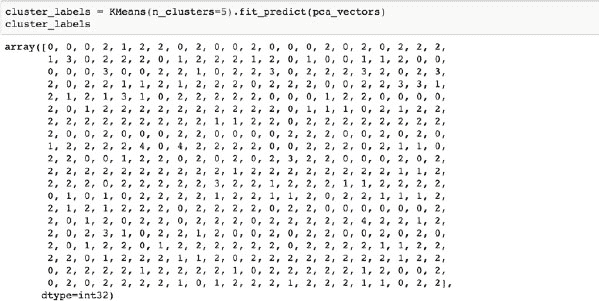 cluster_labels = KMeans(n_clusters=5).fit_predict(pca_vectors)
cluster_labels
array([0, 0, 0, 2, 1, 2, 2, 0, 2, 0, 0, 2, 0, 0, 0, 2, 0, 2, 0, 2, 2, 2,
1, 3, 0, 0, 2, 2, 2, 0, 1, 2, 2, 2, 1, 2, 0, 1, 0, 0, 1, 1, 2, 0, 0,
0, 0, 0, 3, 0, 0, 2, 2, 1, 0, 2, 2, 3, 0, 2, 2, 2, 3, 2, 0, 2, 3,
2, 0, 2, 2, 1, 1, 2, 1, 2, 2, 2, 0, 2, 2, 2, 0, 0, 2, 2, 3, 3, 1,
2, 1, 2, 1, 3, 1, 0, 2, 2, 2, 2, 2, 0, 0, 0, 1, 2, 2, 0, 0, 0, 0,
2, 0, 1, 2, 2, 2, 2, 2, 2, 2, 2, 2, 0, 1, 1, 1, 0, 2, 1, 2, 2,
2, 2, 2, 2, 2, 2, 2, 2, 1, 1, 2, 2, 2, 2, 2, 2, 2, 2, 2, 2, 2,
2, 0, 2, 0, 0, 0, 2, 2, 0, 0, 0, 0, 2, 2, 2, 0, 0, 2, 0, 2, 0,
1, 2, 2, 2, 2, 4, 0, 4, 2, 2, 2, 2, 0, 0, 2, 2, 2, 0, 2, 1, 1, 0,
2, 2, 0, 0, 1, 2, 2, 0, 2, 0, 2, 0, 2, 2, 3, 2, 0, 0, 0, 2, 0, 2,
2, 2, 2, 2, 2, 2, 2, 2, 2, 1, 2, 2, 2, 2, 2, 2, 2, 2, 1, 1, 2,
2, 2, 2, 0, 2, 2, 2, 2, 3, 2, 2, 1, 2, 2, 2, 1, 1, 2, 2, 2, 2,
0, 1, 0, 1, 0, 2, 2, 2, 2, 1, 2, 2, 1, 1, 2, 0, 2, 2, 1, 1, 1, 2,
2, 1, 2, 1, 2, 2, 0, 2, 2, 2, 2, 0, 2, 2, 0, 0, 0, 0, 0, 0, 2,
2, 0, 1, 2, 0, 2, 2, 0, 2, 2, 2, 0, 2, 2, 2, 2, 4, 2, 2, 1, 2,
2, 0, 2, 3, 1, 0, 2, 2, 1, 2, 0, 0, 2, 2, 2, 0, 0, 2, 0, 2, 0,
2, 0, 1, 2, 2, 0, 1, 2, 2, 2, 2, 2, 2, 2, 0, 2, 2, 2, 1, 1, 2, 2,
2, 2, 0, 1, 2, 2, 2, 1, 1, 2, 0, 1, 2, 2, 2, 2, 2, 0, 1, 2, 2,
0, 2, 2, 2, 2, 1, 2, 2, 2, 2, 1, 0, 2, 2, 2, 2, 2, 1, 2, 0, 0, 2,
0, 2, 0, 2, 2, 2, 2, 1, 0, 1, 2, 2, 2, 1, 2, 2, 2, 1, 1, 0, 2, 2],
dtype=int32)